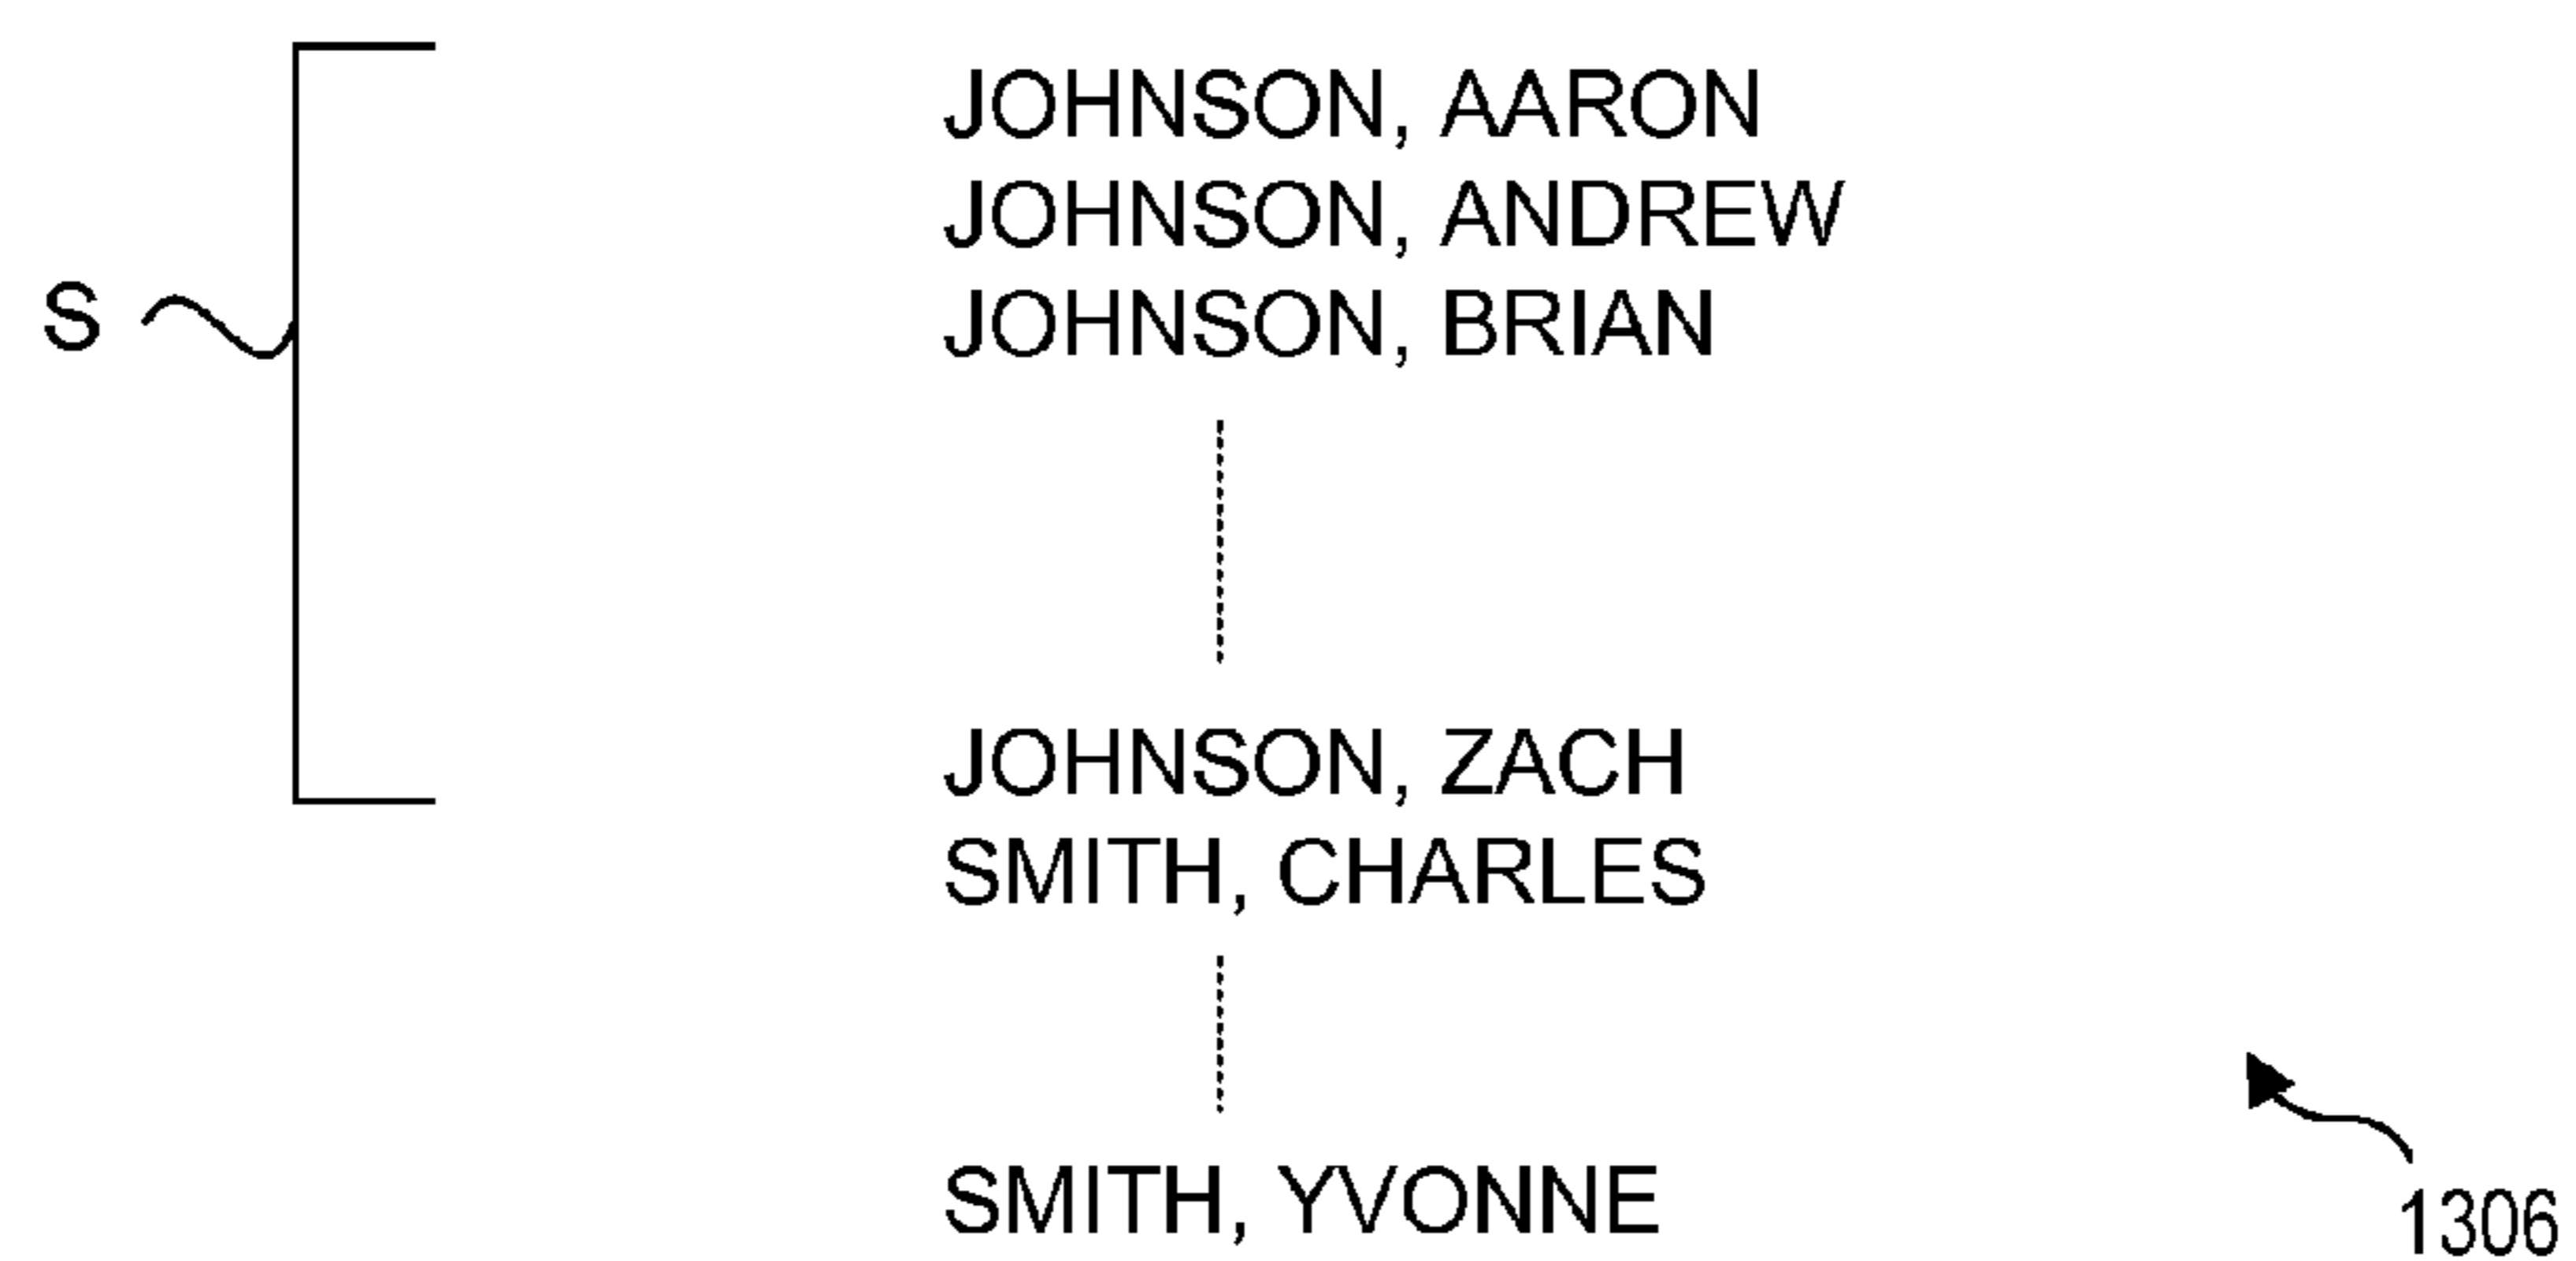 JOHNSON, AARON
JOHNSON, ANDREW
JOHNSON, BRIAN
S
JOHNSON, ZACH
SMITH, CHARLES
SMITH, YVONNE
1306